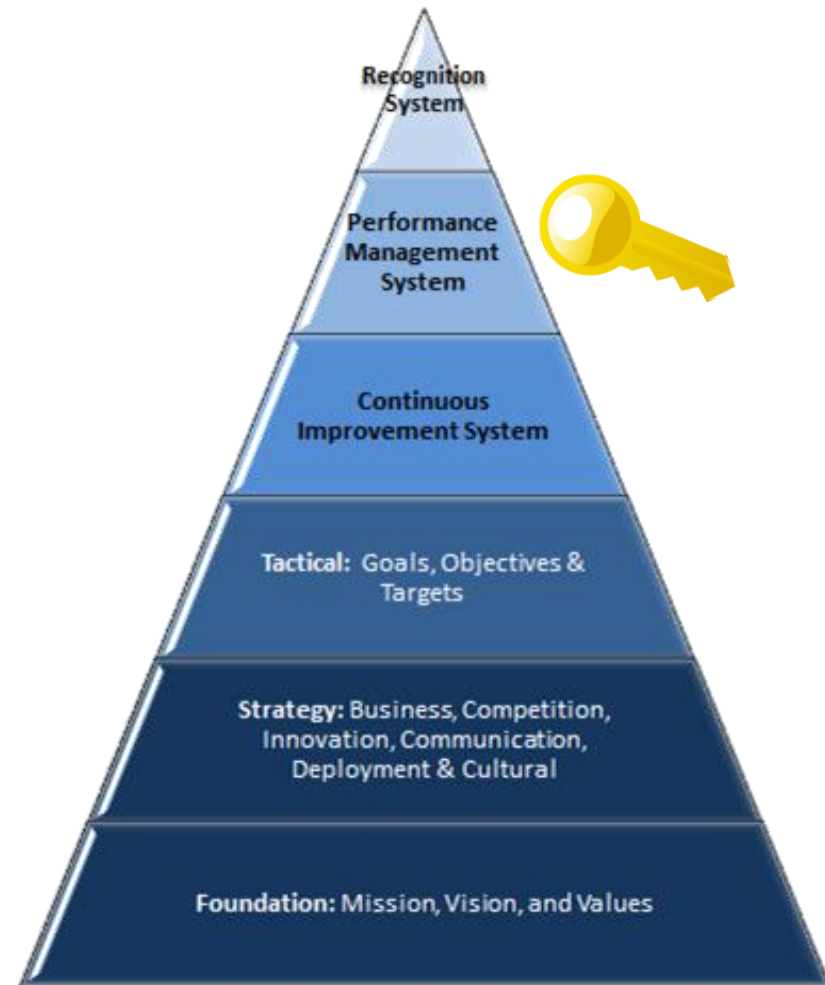 Recognition
System
Performance
Management
System
Continuous
Improvement System
Tactical: Goals, Objectives &
Targets
Strategy: Business, Competition,
Innovation, Communication,
Deployment & Cultural
Foundation: Mission, Vision, and Values